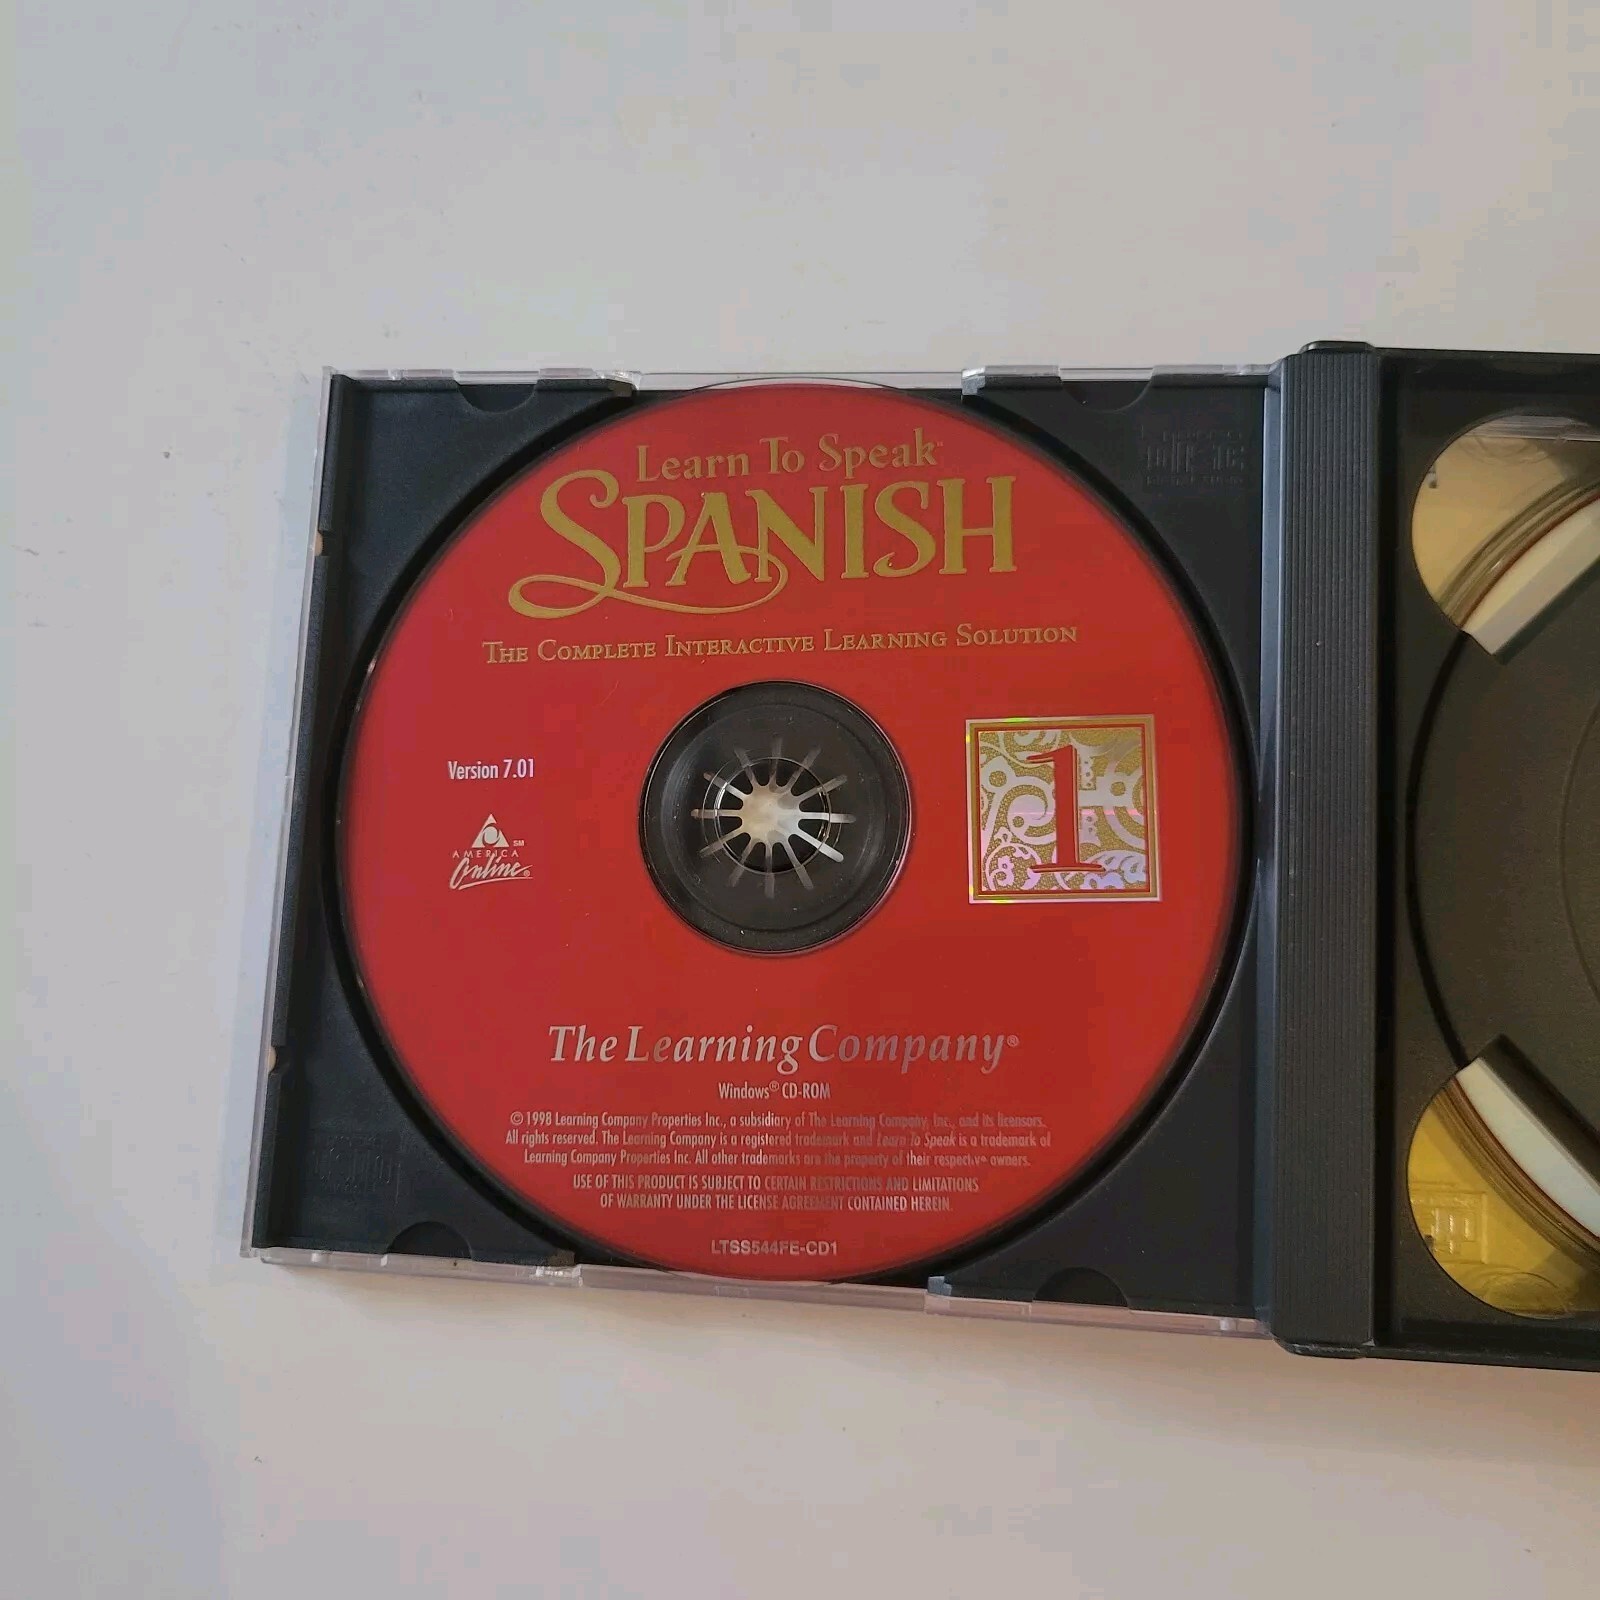 Learn To Speak™
SPANISH
THE COMPLETE INTERACTIVE LEARNING SOLUTION
Version 7.01
AMERICA SM
Online®
1
The Learning Company®
Windows® CD-ROM
© 1998 Learning Company Properties Inc., a subsidiary of The Learning Company, Inc., and its licensors.
All rights reserved. The Learning Company is a registered trademark and Learn To Speak is a trademark of
Learning Company Properties Inc. All other trademarks are the property of their respective owners.
USE OF THIS PRODUCT IS SUBJECT TO CERTAIN RESTRICTIONS AND LIMITATIONS
OF WARRANTY UNDER THE LICENSE AGREEMENT CONTAINED HEREIN.
LTSS544FE-CD1